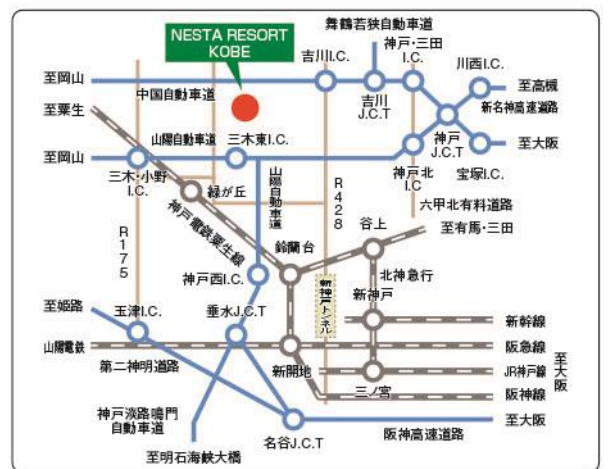 NESTA RESORT
KOBE
舞鶴若狭自動車道
吉川I.C.
神戸・三田
I.C.
川西I.C.
至岡山
中国自動車道
至高槻
至粟生
吉川
J.C.T
新名神高速道路
山陽自動車道
三木東I.C.
神戸
J.C.T
至大阪
至岡山
神戸北
I.C
宝塚I.C.
三木・小野
I.C.
緑が丘
山陽自動車道
R428
六甲北有料道路
神戸電鉄粟生線
谷上
至有馬・三田
R175
鈴蘭台
北神急行
神戸西I.C.
新神戸トンネル
新神戸
至姫路
玉津I.C.
垂水J.C.T
新幹線
山陽電鉄
阪急線
至大阪
第二神明道路
新開地
JR神戸線
三ノ宮
阪神線
神戸淡路鳴門
自動車道
至大阪
名谷J.C.T
阪神高速道路
至明石海峡大橋